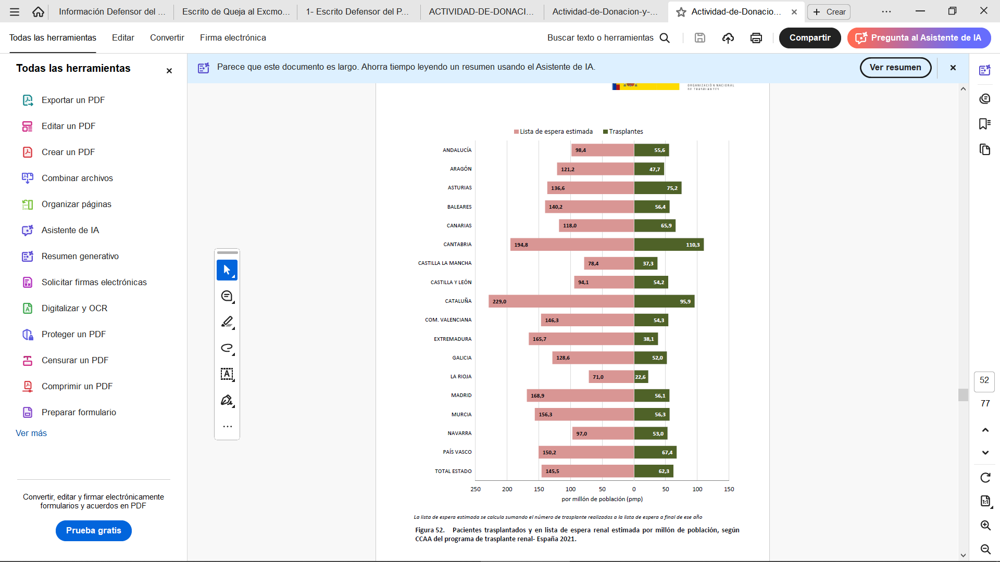 Información Defensor del ...
Escrito de Queja al Excmo...
1- Escrito Defensor del P...
ACTIVIDAD-DE-DONACI...
Actividad-de-Donacion-y-...
Actividad-de-Donacio...
Crear
Todas las herramientas
Editar
Convertir
Firma electrónica
Buscar texto o herramientas
Compartir
Pregunta al Asistente de IA
Todas las herramientas
Exportar un PDF
Editar un PDF
Crear un PDF
Combinar archivos
Organizar páginas
Asistente de IA
Resumen generativo
Solicitar firmas electrónicas
Digitalizar y OCR
Proteger un PDF
Censurar un PDF
Comprimir un PDF
Preparar formulario
Ver más
Convertir, editar y firmar electrónicamente
formularios y acuerdos en PDF
Prueba gratis
Parece que este documento es largo. Ahorra tiempo leyendo un resumen usando el Asistente de IA.
Ver resumen
ORGANIZACIÓN NACIONAL
DE TRASPLANTES
Lista de espera estimada Trasplantes
ANDALUCÍA 98,4 55,6
ARAGÓN 121,2 47,7
ASTURIAS 136,6 75,2
BALEARES 140,2 56,4
CANARIAS 118,0 65,9
CANTABRIA 194,8 110,3
CASTILLA LA MANCHA 78,4 37,3
CASTILLA Y LEÓN 94,1 54,2
CATALUÑA 229,0 95,9
COM. VALENCIANA 146,3 54,3
EXTREMADURA 165,7 38,1
GALICIA 128,6 52,0
LA RIOJA 71,0 22,6
MADRID 168,9 56,1
MURCIA 156,3 56,3
NAVARRA 97,0 53,0
PAÍS VASCO 150,2 67,4
TOTAL ESTADO 145,5 62,3
250 200 150 100 50 0 50 100 150
por millón de población (pmp)
La lista de espera estimada se calcula sumando el número de trasplante realizados a la lista de espera a final de ese año
Figura 52. Pacientes trasplantados y en lista de espera renal estimada por millón de población, según
CCAA del programa de trasplante renal- España 2021.
52
77
1:1